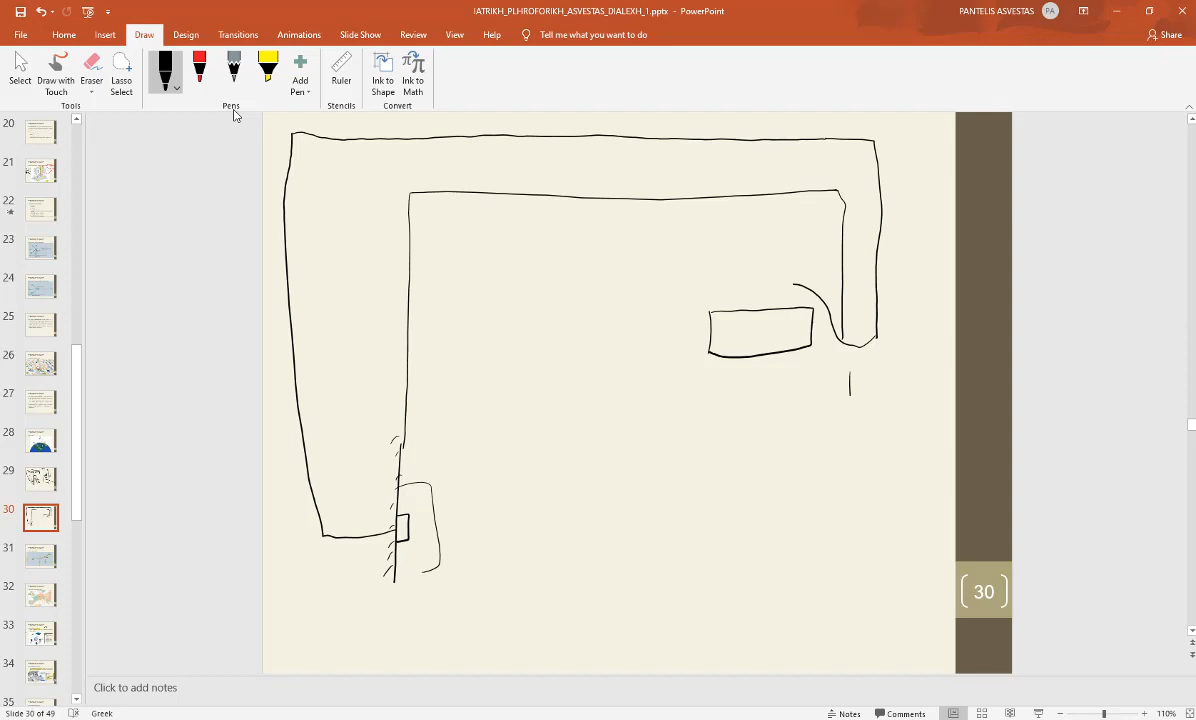 IATRIKH_PLHROFORIKH_ASVESTAS_DIALEXH_1.pptx - PowerPoint
PANTELIS ASVESTAS
PA
File
Home
Insert
Draw
Design
Transitions
Animations
Slide Show
Review
View
Help
Tell me what you want to do
Share
Select
Draw with Touch
Eraser
Lasso Select
Add Pen
Ruler
Ink to Shape
Ink to Math
Tools
Pens
Stencils
Convert
20
21
22
23
24
25
26
27
28
29
30
31
32
33
34
35
30
Click to add notes
Slide 30 of 49
Greek
Notes
Comments
110%